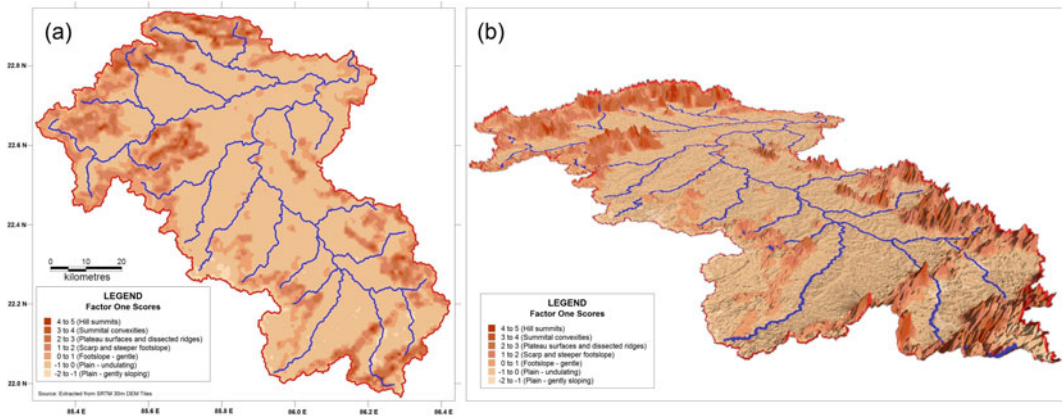 (a)
22.8 N
22.6 N
22.4 N
22.2 N
22.0 N
0 10 20
kilometres
LEGEND
Factor One Scores
4 to 5 (Hill summits)
3 to 4 (Summital convexities)
2 to 3 (Plateau surfaces and dissected ridges)
1 to 2 (Scarp and steeper footslope)
0 to 1 (Footslope - gentle)
-1 to 0 (Plain - undulating)
-2 to -1 (Plain - gently sloping)
Source: Extracted from SRTM 30m DEM Tiles
85.4 E 85.6 E 85.8 E 86.0 E 86.2 E 86.4 E
(b)
LEGEND
Factor One Scores
4 to 5 (Hill summits)
3 to 4 (Summital convexities)
2 to 3 (Plateau surfaces and dissected ridges)
1 to 2 (Scarp and steeper footslope)
0 to 1 (Footslope - gentle)
-1 to 0 (Plain - undulating)
-2 to -1 (Plain - gently sloping)